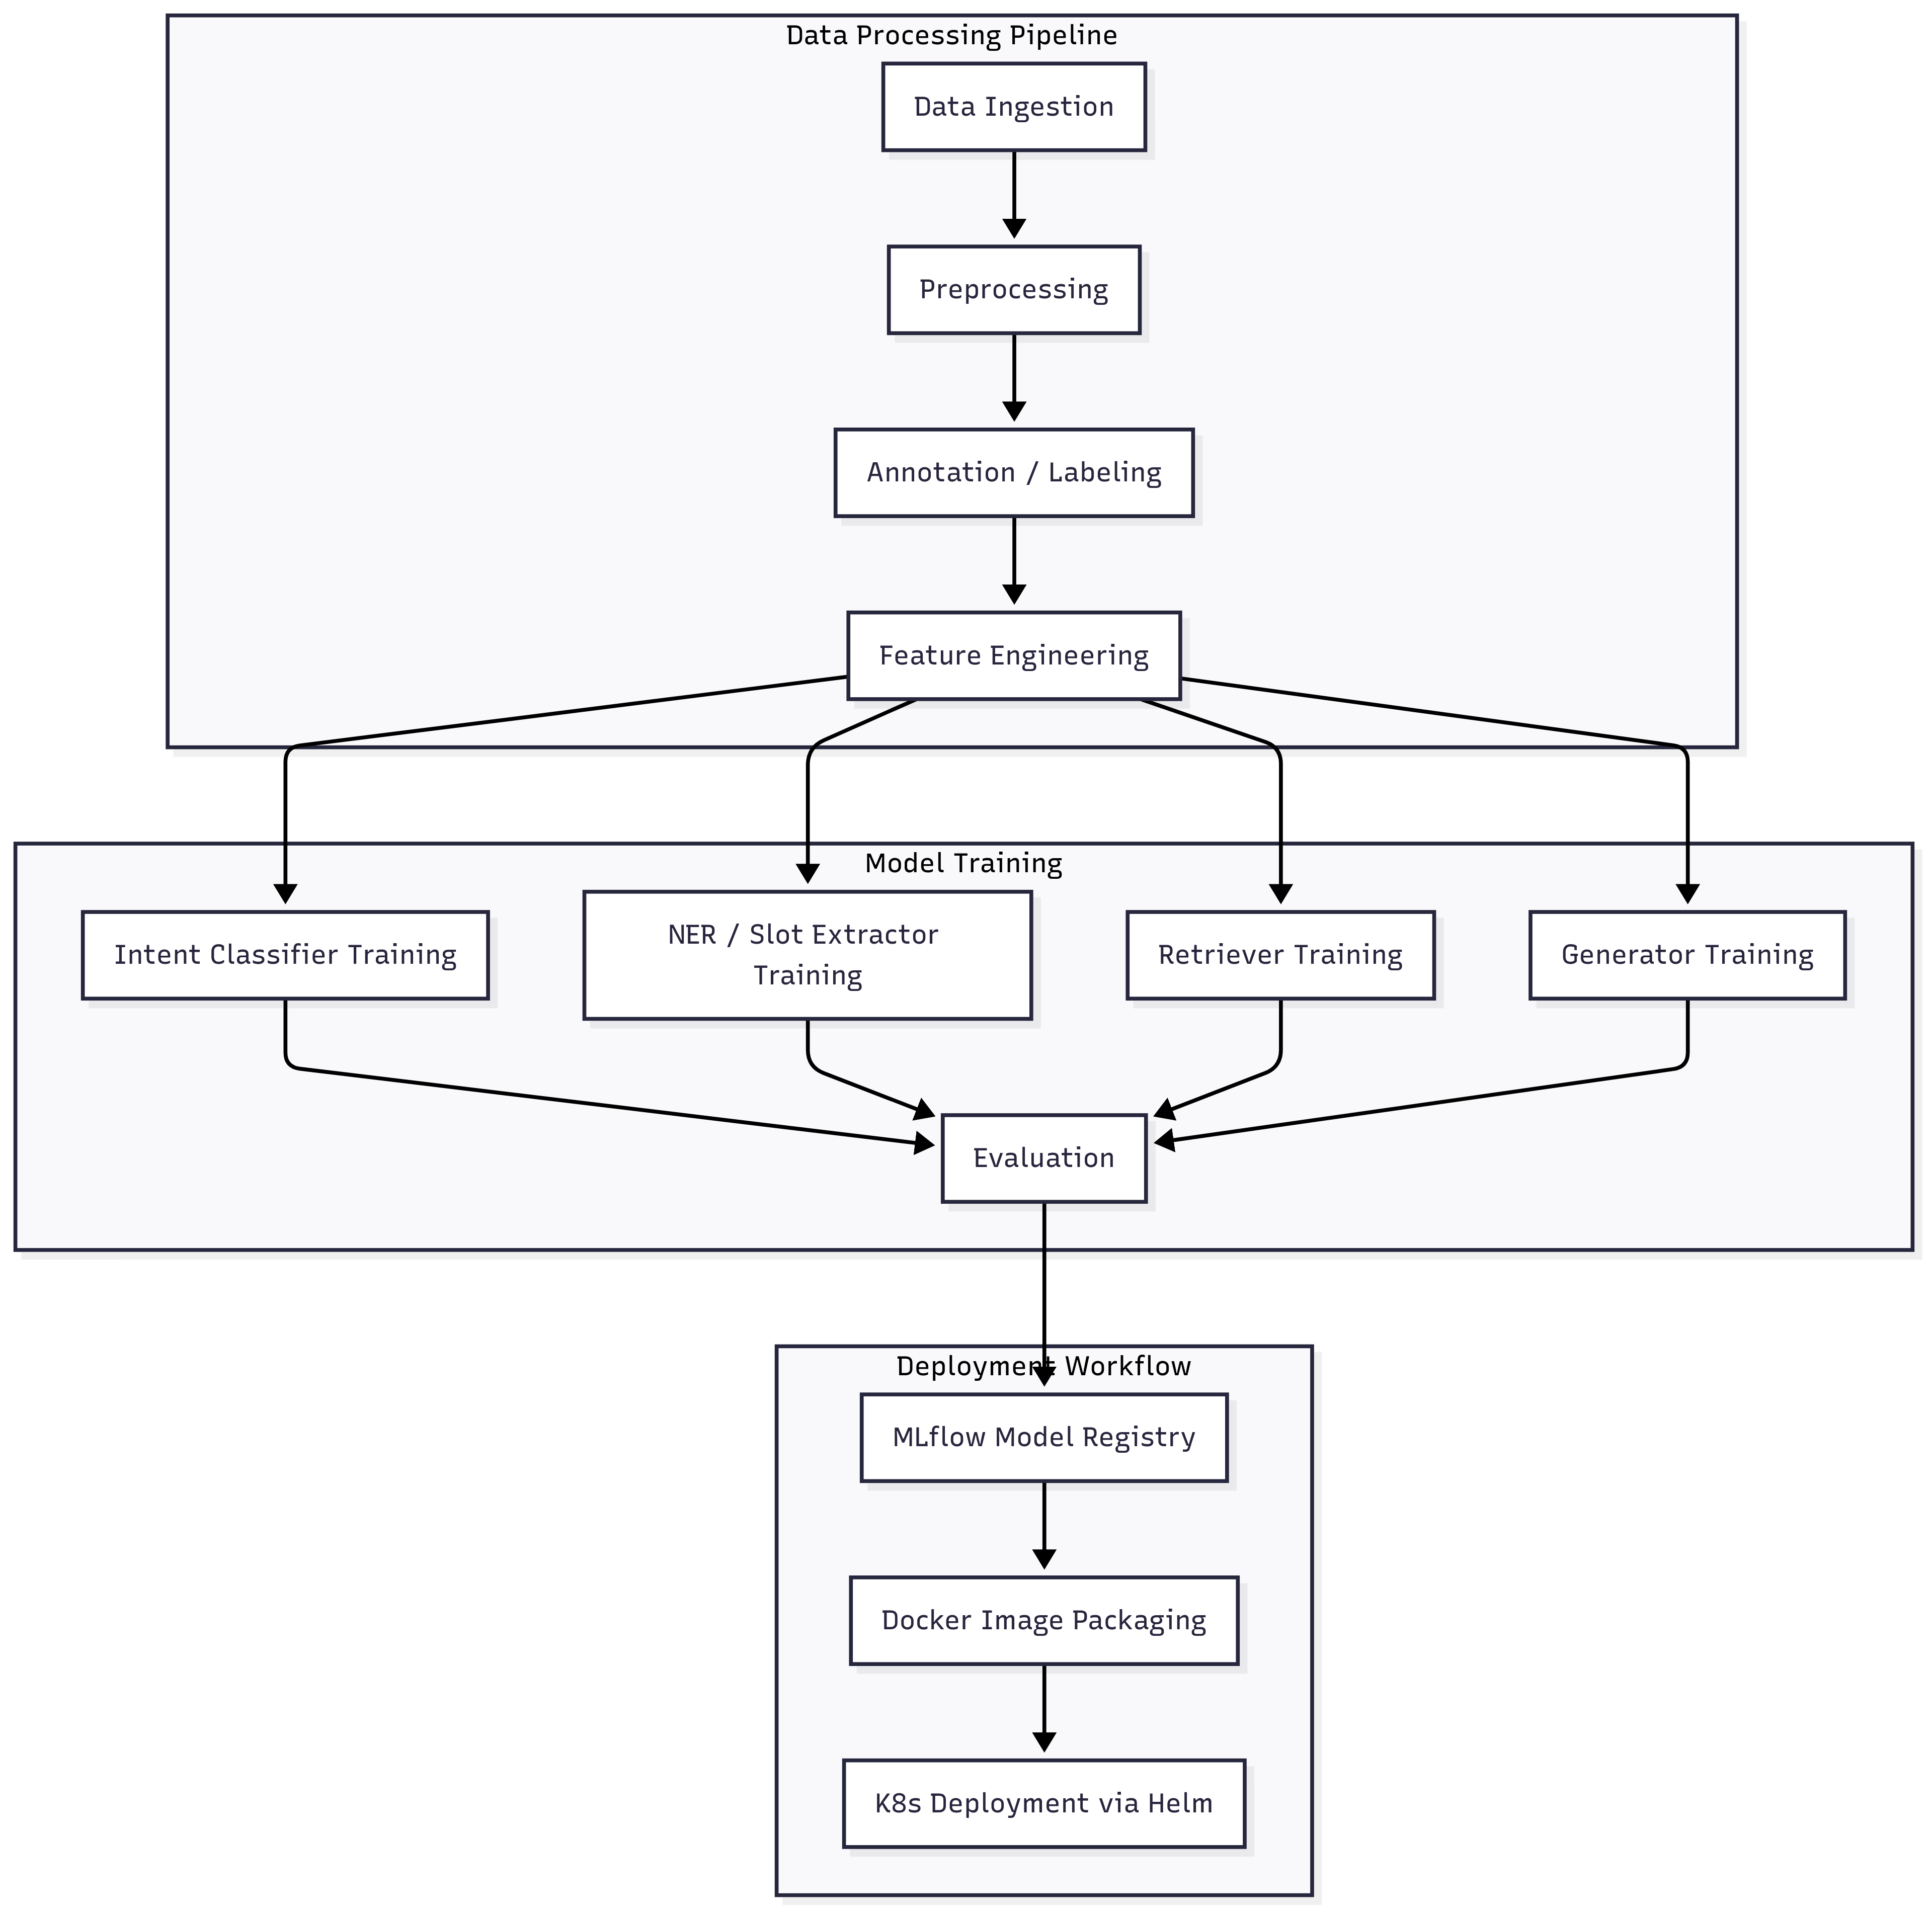 Data Processing Pipeline
Data Ingestion
Preprocessing
Annotation / Labeling
Feature Engineering
Model Training
Intent Classifier Training
NER / Slot Extractor
Training
Retriever Training
Generator Training
Evaluation
Deployment Workflow
MLflow Model Registry
Docker Image Packaging
K8s Deployment via Helm